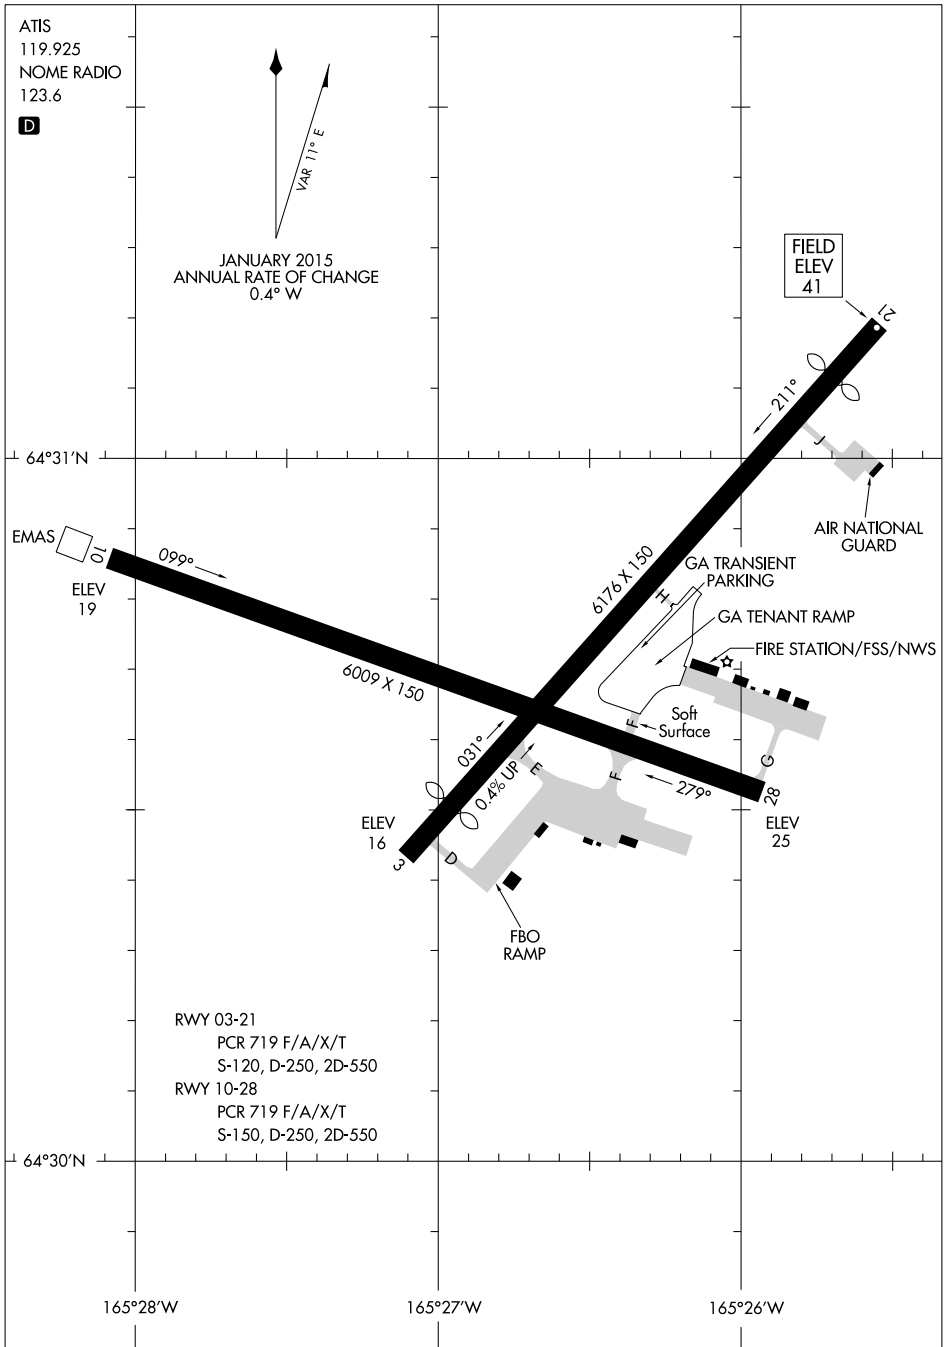 ATIS
119.925
NOME RADIO
123.6
D
VAR 11° E
JANUARY 2015
ANNUAL RATE OF CHANGE
0.4° W
FIELD
ELEV
41
21
211°
J
64°31'N
AIR NATIONAL
GUARD
EMAS
10
099°
ELEV
19
6176 X 150
GA TRANSIENT
PARKING
H
GA TENANT RAMP
FIRE STATION/FSS/NWS
6009 X 150
Soft
Surface
F
031°
0.4% UP
E
F
G
279°
28
ELEV
25
ELEV
16
3
D
FBO
RAMP
RWY 03-21
PCR 719 F/A/X/T
S-120, D-250, 2D-550
RWY 10-28
PCR 719 F/A/X/T
S-150, D-250, 2D-550
64°30'N
165°28'W
165°27'W
165°26'W